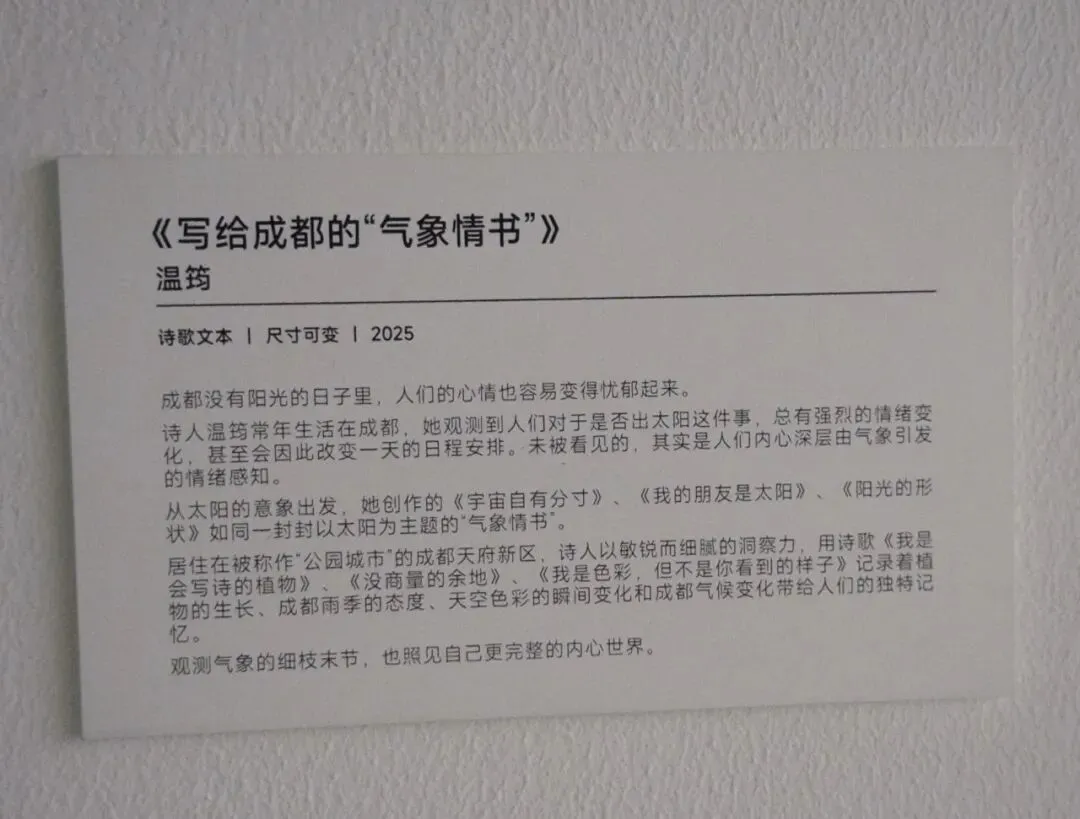 《写给成都的“气象情书”》
温筠
诗歌文本 | 尺寸可变 | 2025
成都没有阳光的日子里，人们的心情也容易变得忧郁起来。
诗人温筠常年生活在成都，她观测到人们对于是否出太阳这件事，总有强烈的情绪变
化，甚至会因此改变一天的日程安排。未被看见的，其实是人们内心深层由气象引发
的情绪感知。
从太阳的意象出发，她创作的《宇宙自有分寸》、《我的朋友是太阳》、《阳光的形
状》如同一封封以太阳为主题的“气象情书”。
居住在被称作“公园城市”的成都天府新区，诗人以敏锐而细腻的洞察力，用诗歌《我是
会写诗的植物》、《没商量的余地》、《我是色彩，但不是你看到的样子》记录着植
物的生长、成都雨季的态度、天空色彩的瞬间变化和成都气候变化带给人们的独特记
忆。
观测气象的细枝末节，也照见自己更完整的内心世界。